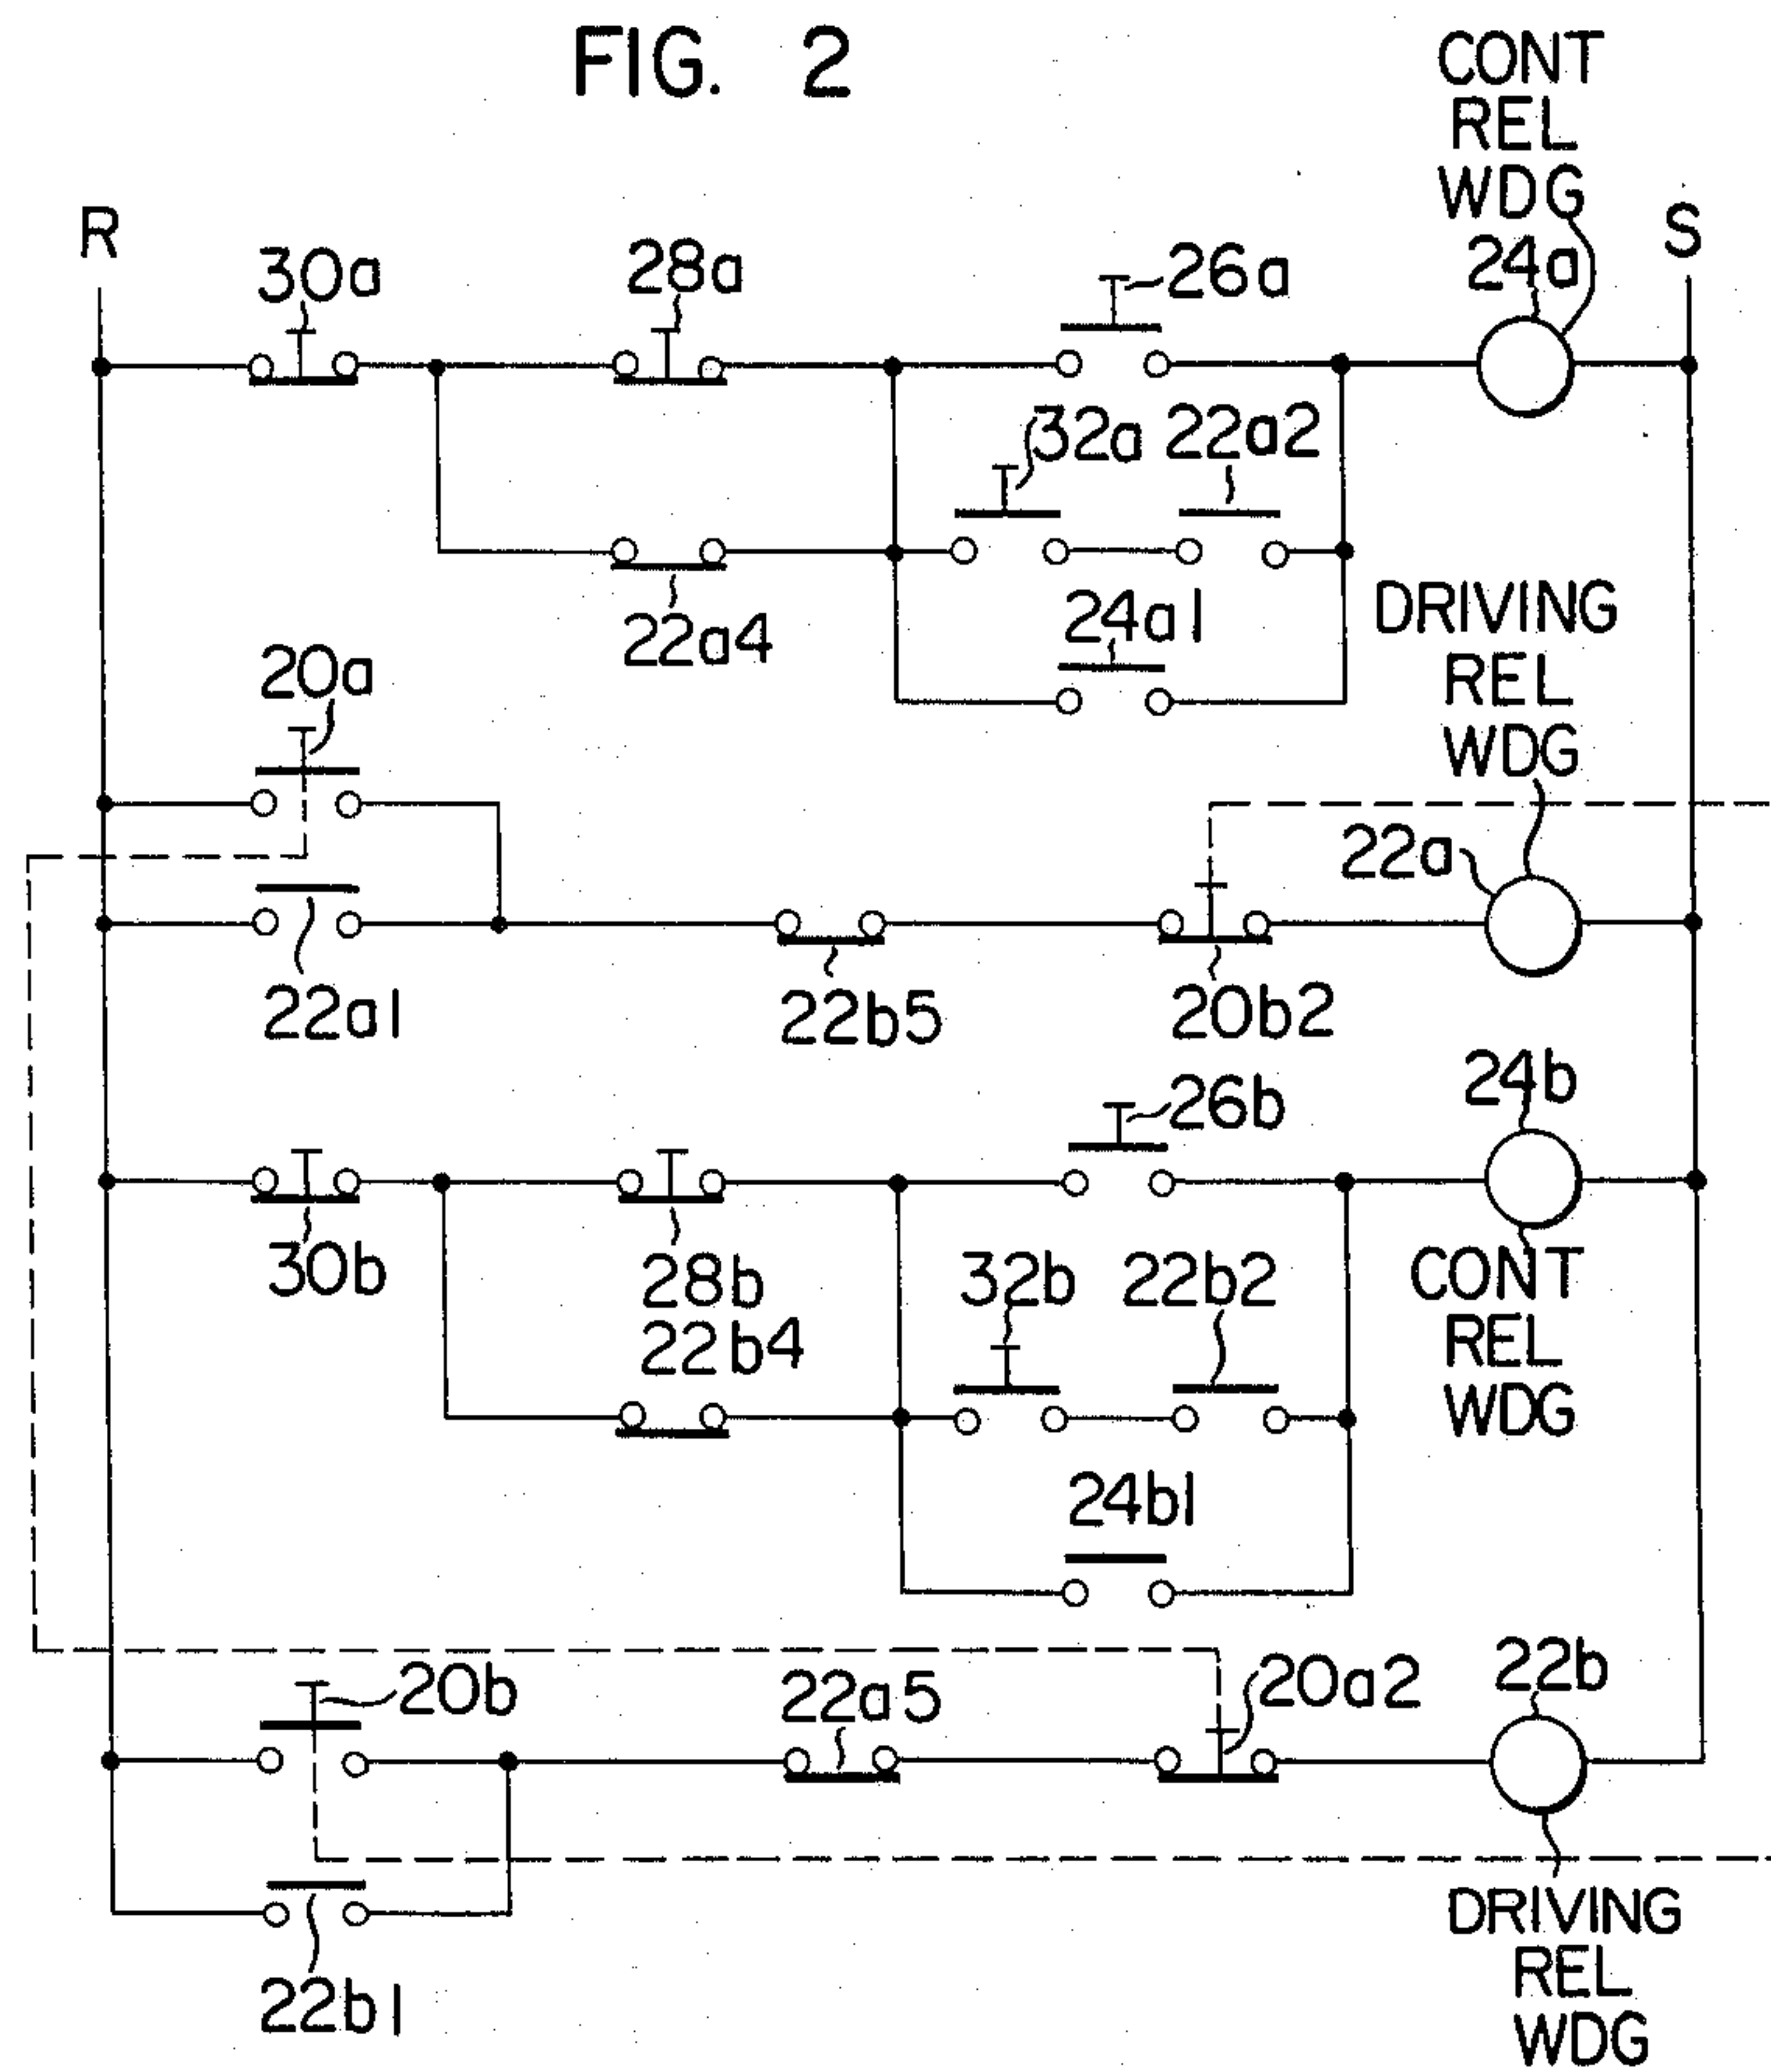 FIG. 2
CONT
REL
WDG
R
S
30a
28a
26a
24a
32a
22a2
22a4
24a1
DRIVING
REL
WDG
20a
22a
22a1
22b5
20b2
26b
24b
30b
28b
32b
22b2
CONT
REL
WDG
22b4
24b1
20b
22a5
20a2
22b
22b1
DRIVING
REL
WDG